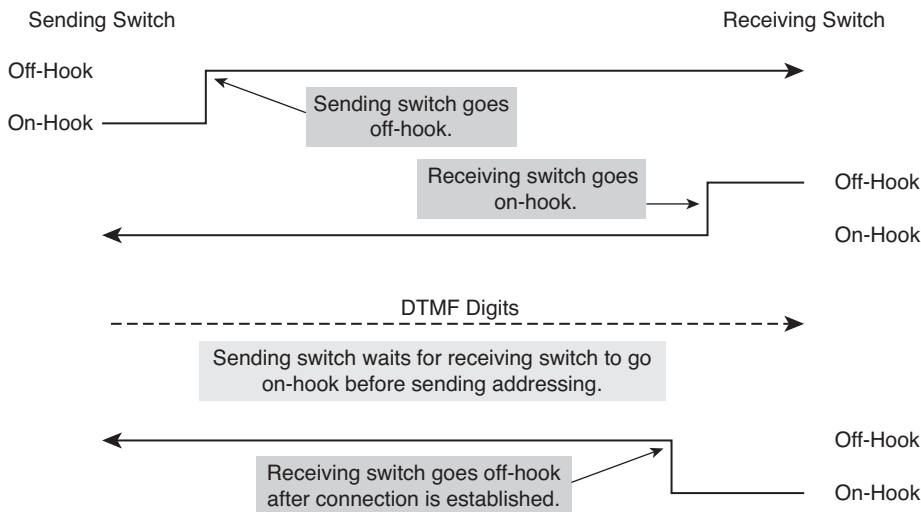 Sending Switch
Receiving Switch
Off-Hook
On-Hook
Sending switch goes
off-hook.
Receiving switch goes
on-hook.
Off-Hook
On-Hook
DTMF Digits
Sending switch waits for receiving switch to go
on-hook before sending addressing.
Off-Hook
Receiving switch goes off-hook
after connection is established.
On-Hook